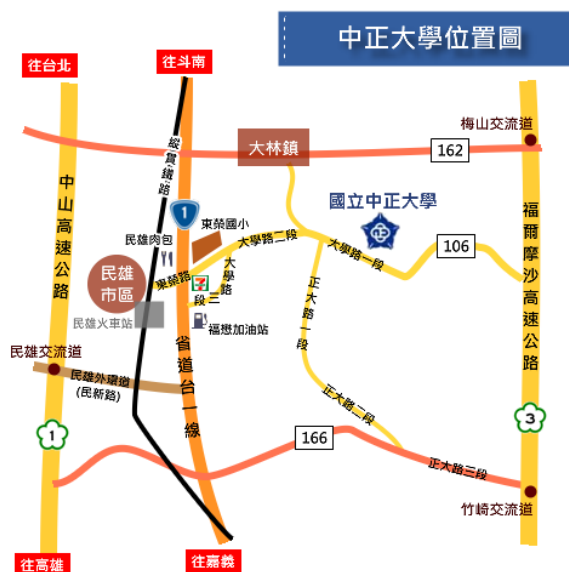 中正大學位置圖
往台北
往斗南
梅山交流道
162
大林鎮
縱貫鐵路
中山高速公路
1
東榮國小
國立中正大學
福爾摩沙高速公路
民雄肉包
大學路二段
大學路一段
106
民雄
市區
東榮路
7
ELEVEN
大學路
三段
正大路一段
民雄火車站
福懋加油站
省道台一線
民雄交流道
民雄外環道
(民新路)
正大路二段
1
3
166
正大路三段
竹崎交流道
往高雄
往嘉義